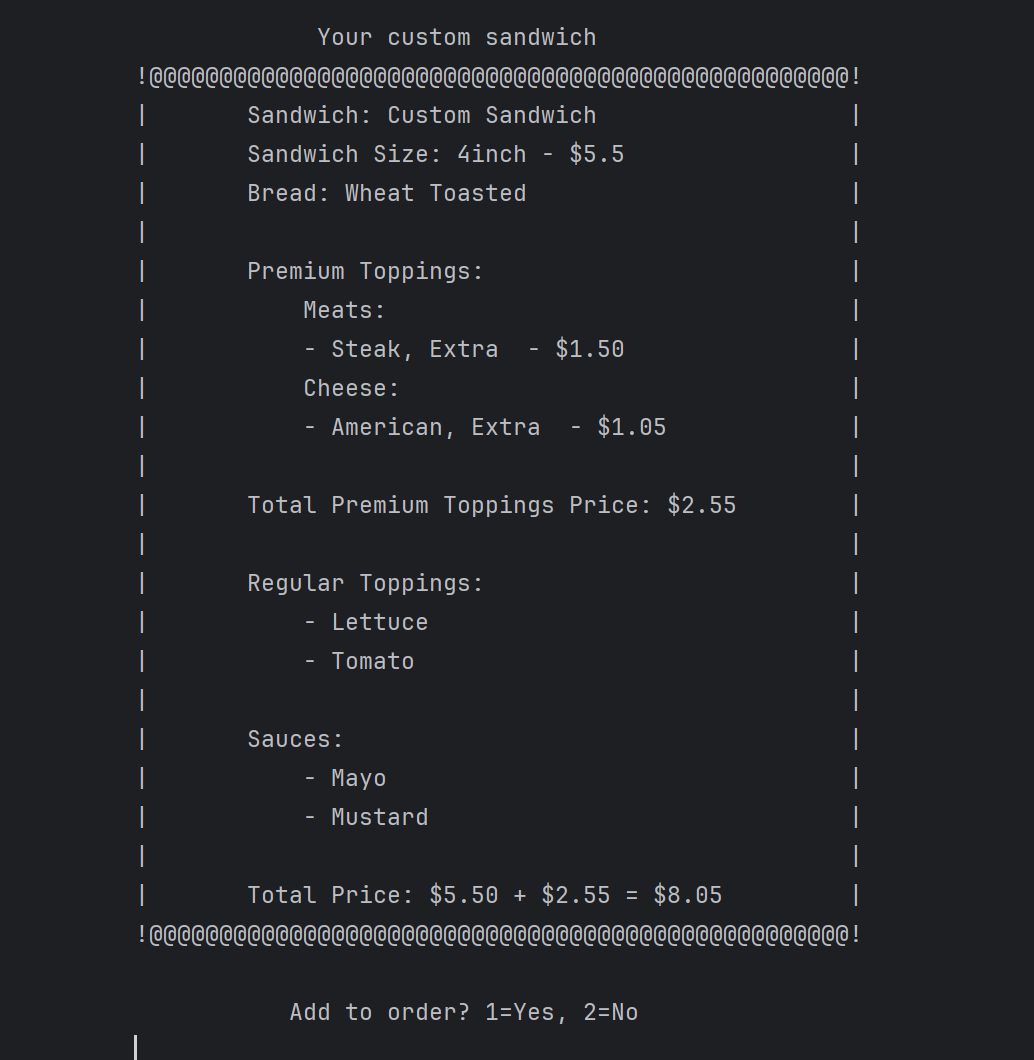 Your custom sandwich
!@@@@@@@@@@@@@@@@@@@@@@@@@@@@@@@@@@@@@@@@@@@@@@@@@@!
| Sandwich: Custom Sandwich |
| Sandwich Size: 4inch - $5.5 |
| Bread: Wheat Toasted |
| |
| Premium Toppings: |
| Meats: |
| - Steak, Extra  - $1.50 |
| Cheese: |
| - American, Extra  - $1.05 |
| |
| Total Premium Toppings Price: $2.55 |
| |
| Regular Toppings: |
| - Lettuce |
| - Tomato |
| |
| Sauces: |
| - Mayo |
| - Mustard |
| |
| Total Price: $5.50 + $2.55 = $8.05 |
!@@@@@@@@@@@@@@@@@@@@@@@@@@@@@@@@@@@@@@@@@@@@@@@@@@!
Add to order? 1=Yes, 2=No